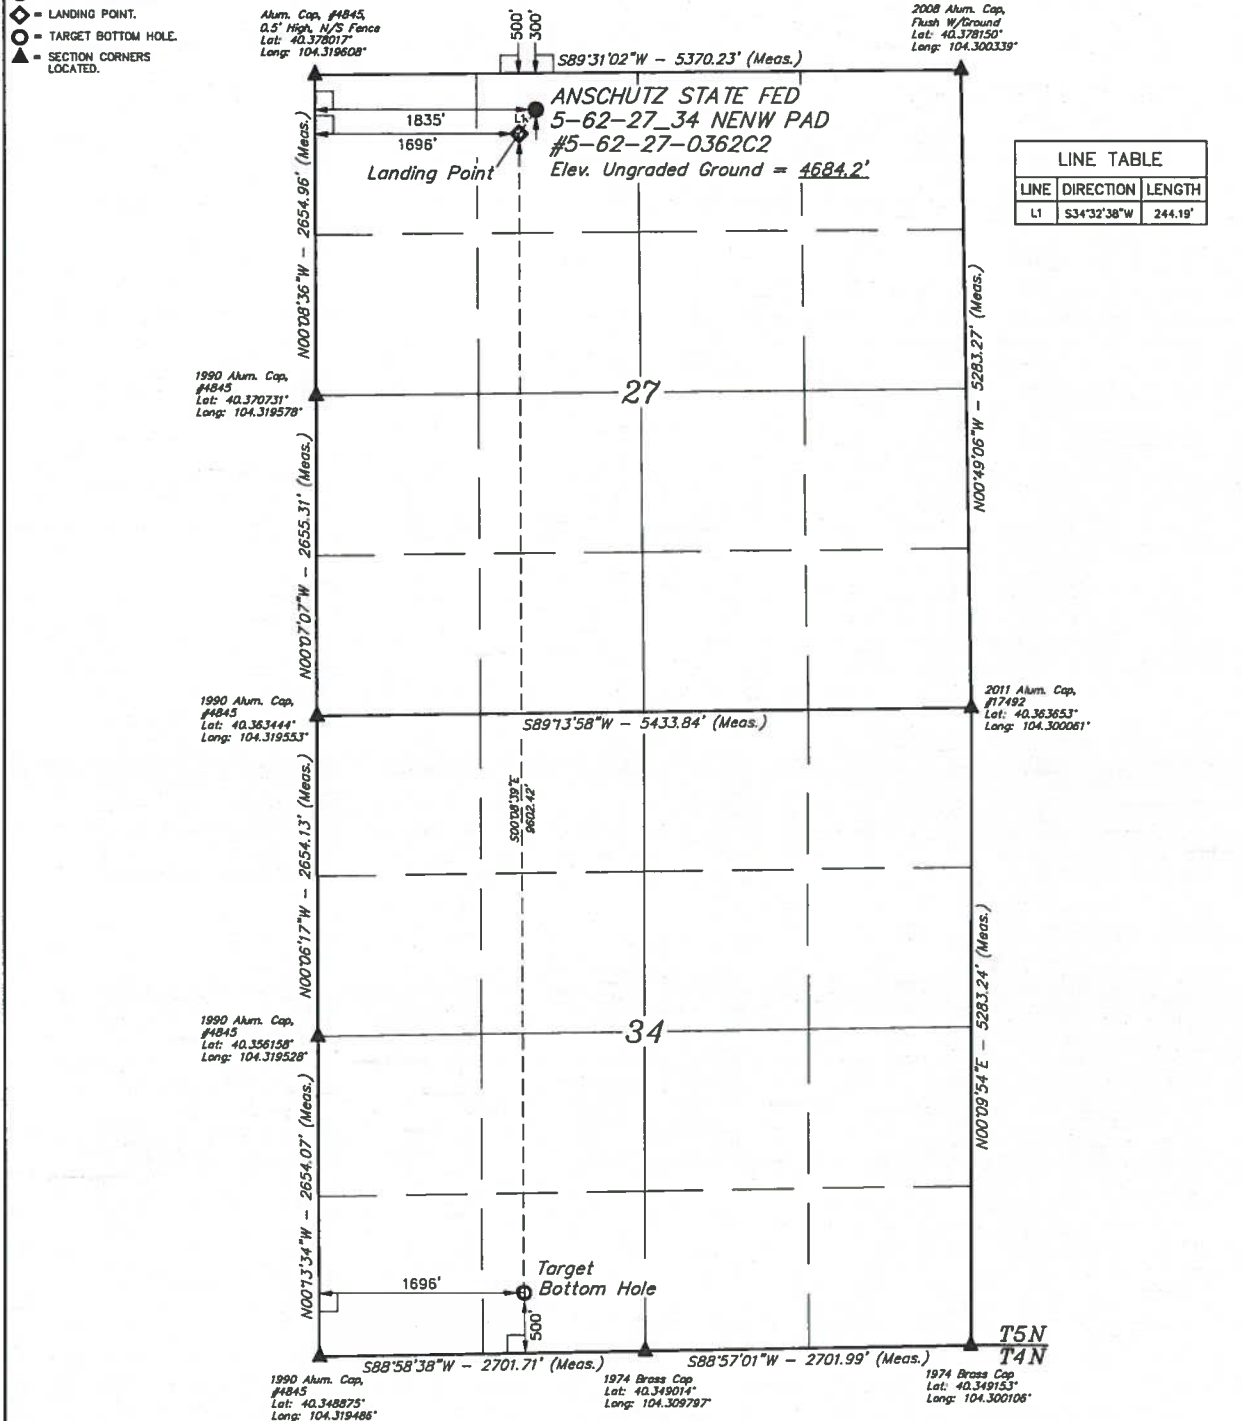 = LANDING POINT.
= TARGET BOTTOM HOLE.
= SECTION CORNERS
LOCATED.
Alum. Cap, #4845,
0.5' High, N/S Fence
Lat: 40.378017°
Long: 104.319608°
500'
300'
S89°31'02"W - 5370.23' (Meas.)
2008 Alum. Cap,
Flush W/Ground
Lat: 40.378150°
Long: 104.300339°
1835'
1696'
L1
Landing Point
ANSCHUTZ STATE FED
5-62-27_34 NENW PAD
#5-62-27-0362C2
Elev. Ungraded Ground = 4684.2'
LINE TABLE
LINE DIRECTION LENGTH
L1 S34°32'38"W 244.19'
N00°08'36"W - 2654.96' (Meas.)
N00°49'06"W - 5283.27' (Meas.)
1990 Alum. Cap,
#4845
Lat: 40.370731°
Long: 104.319578°
27
N00°07'07"W - 2655.31' (Meas.)
1990 Alum. Cap,
#4845
Lat: 40.363444°
Long: 104.319553°
S89°13'58"W - 5433.84' (Meas.)
2011 Alum. Cap,
#17492
Lat: 40.363653°
Long: 104.300061°
S00°08'39"E
9602.42'
N00°06'17"W - 2654.13' (Meas.)
N00°09'54"E - 5283.24' (Meas.)
1990 Alum. Cap,
#4845
Lat: 40.356158°
Long: 104.319528°
34
N00°13'34"W - 2654.07' (Meas.)
1696'
Target
Bottom Hole
500'
T5N
T4N
S88°58'38"W - 2701.71' (Meas.)
S88°57'01"W - 2701.99' (Meas.)
1990 Alum. Cap,
#4845
Lat: 40.348875°
Long: 104.319486°
1974 Brass Cap
Lat: 40.349014°
Long: 104.309797°
1974 Brass Cap
Lat: 40.349153°
Long: 104.300106°